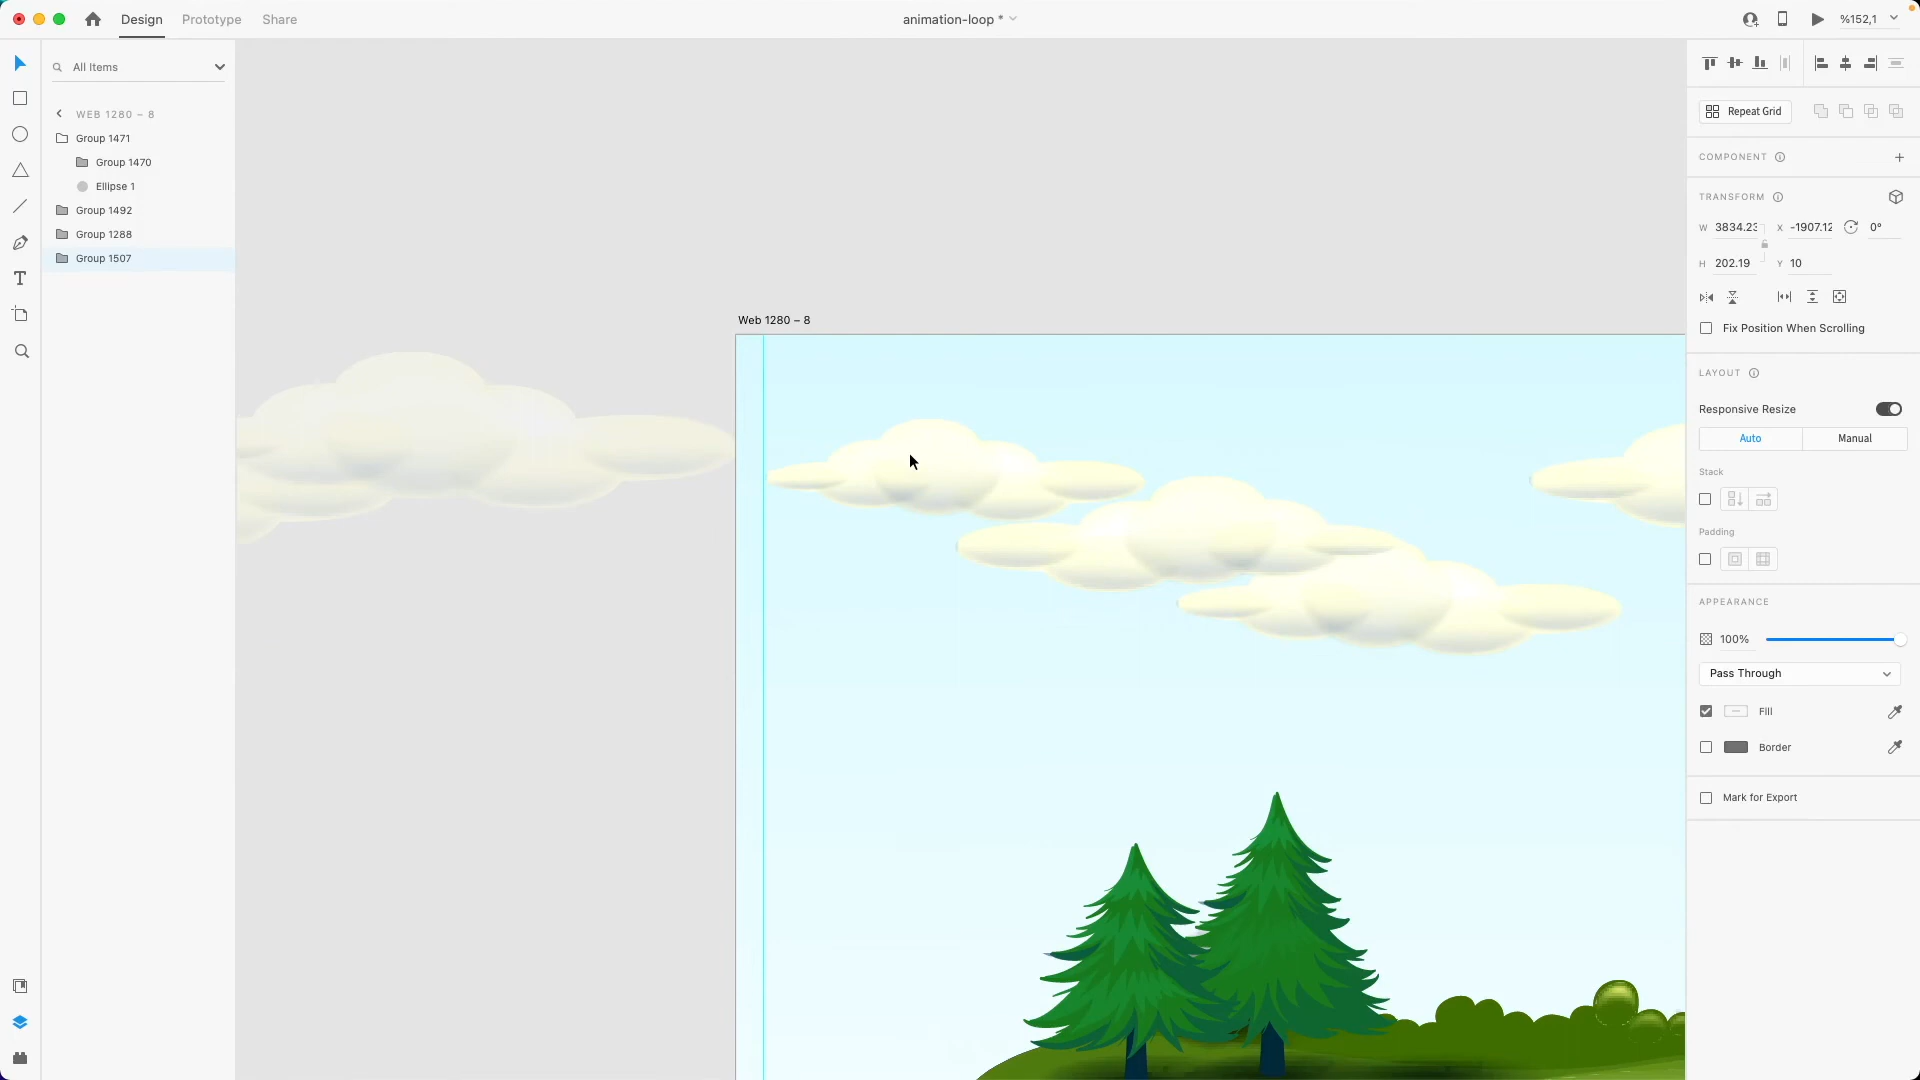 Design Prototype Share animation-loop * %152,1
All Items
WEB 1280 – 8
Group 1471
Group 1470
Ellipse 1
Group 1492
Group 1288
Group 1507
Web 1280 – 8
Repeat Grid
COMPONENT
TRANSFORM
W 3834.23 X -1907.12 0°
H 202.19 Y 10
Fix Position When Scrolling
LAYOUT
Responsive Resize
Auto Manual
Stack
Padding
APPEARANCE
100%
Pass Through
Fill
Border
Mark for Export